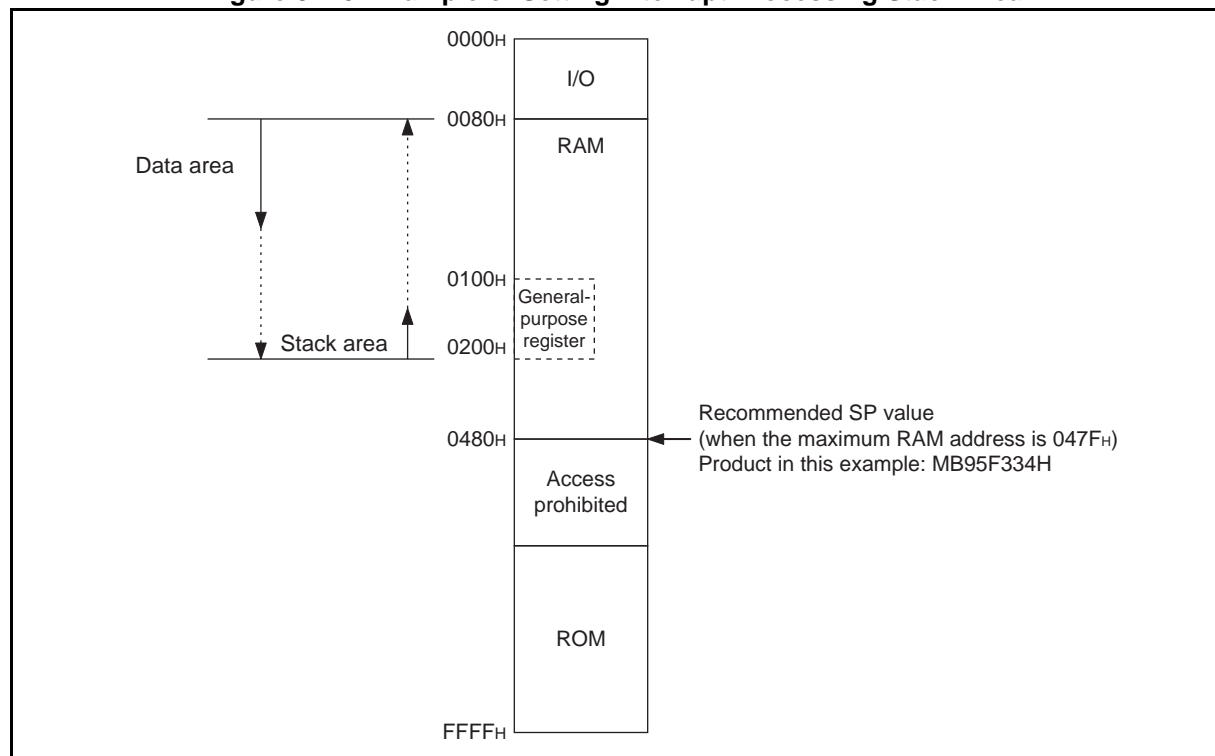 0000H
I/O
0080H
RAM
Data area
0100H
General-
purpose
register
Stack area
0200H
Recommended SP value
(when the maximum RAM address is 047FH)
Product in this example: MB95F334H
0480H
Access
prohibited
ROM
FFFFH